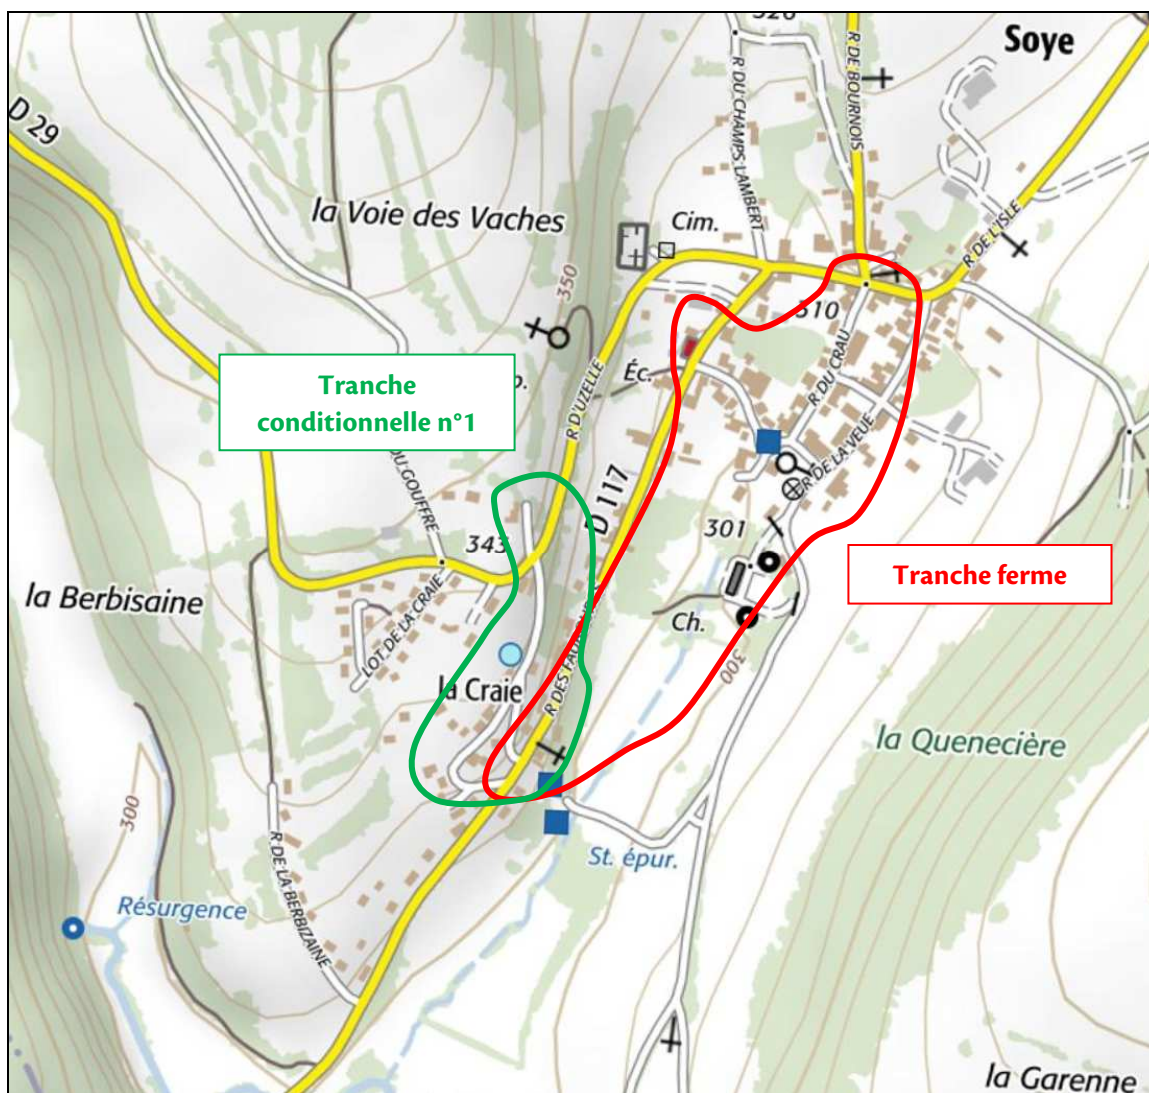 Soye
D 29
R DU CHAMPS LAMBERT
R DE BOURNOIS
la Voie des Vaches
Cim.
R DE L'ISLE
350
310
Tranche
conditionnelle n°1
Éc.
R D'UZELLE
R DU CRAU
R DE LA VEUE
DU GOUFFRE
D 117
343
301
Tranche ferme
la Berbisaine
LOT DE LA CRAIE
Ch.
300
la Craie
R DES
la Quenecière
300
R DE LA BERBIZAINE
St. épur.
Résurgence
la Garenne